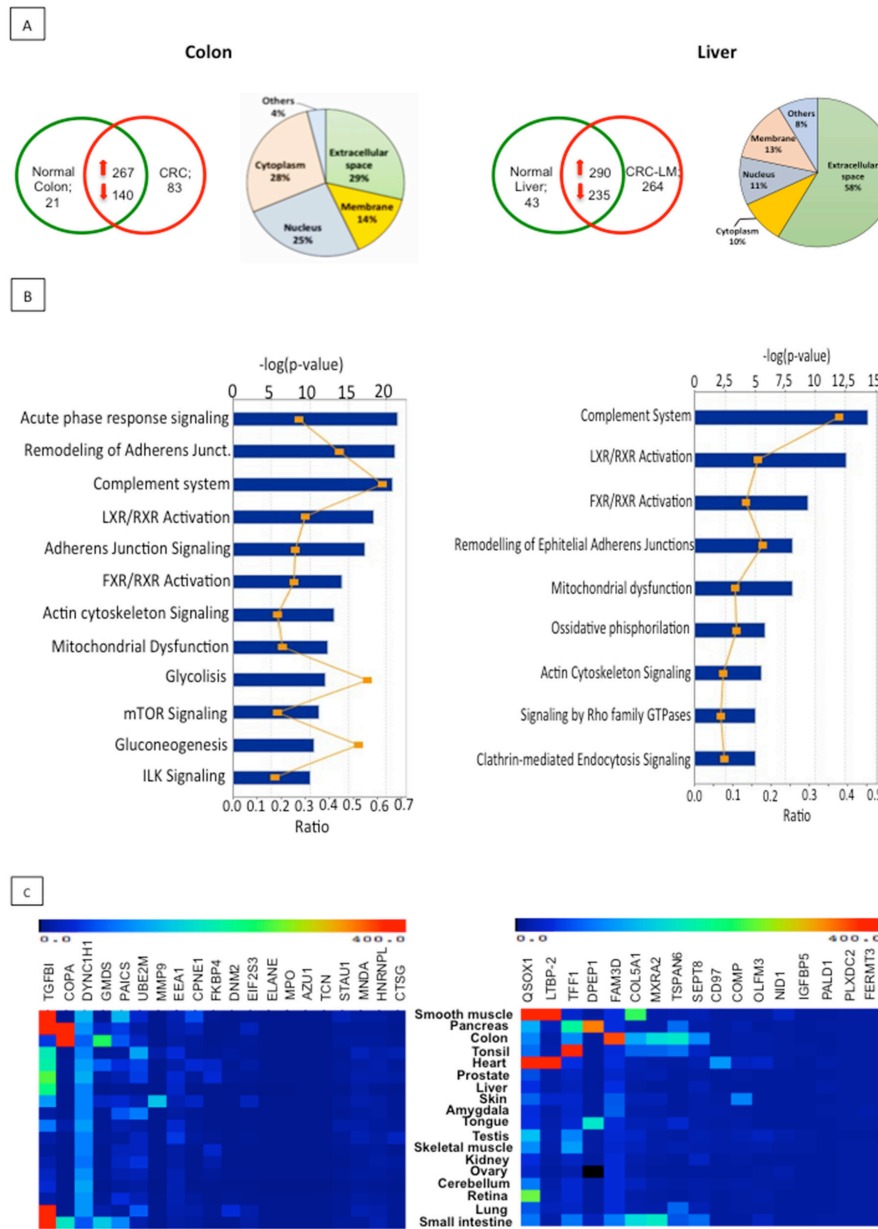 A
Colon
Liver
Normal
Colon;
21
267
140
CRC;
83
Others
4%
Cytoplasm
28%
Extracellular
space
29%
Membrane
14%
Nucleus
25%
Normal
Liver;
43
290
235
CRC-LM;
264
Others
8%
Membrane
13%
Nucleus
11%
Extracellular
space
58%
Cytoplasm
10%
B
-log(p-value)
0 5 10 15 20
Acute phase response signaling
Remodeling of Adherens Junct.
Complement system
LXR/RXR Activation
Adherens Junction Signaling
FXR/RXR Activation
Actin cytoskeleton Signaling
Mitochondrial Dysfunction
Glycolisis
mTOR Signaling
Gluconeogenesis
ILK Signaling
0.0 0.1 0.2 0.3 0.4 0.5 0.6 0.7
Ratio
-log(p-value)
0 2,5 5 7,5 10 12,5 15
Complement System
LXR/RXR Activation
FXR/RXR Activation
Remodelling of Ephitelial Adherens Junctions
Mitochondrial dysfunction
Ossidative phisphorilation
Actin Cytoskeleton Signaling
Signaling by Rho family GTPases
Clathrin-mediated Endocytosis Signaling
0.0 0.1 0.2 0.3 0.4 0.5
Ratio
C
0.0 400.0
TGFBI
COPA
DYNC1H1
GMDS
PAICS
UBE2M
MMP9
EEA1
CPNE1
FKBP4
DNM2
EIF2S3
ELANE
MPO
AZU1
TCN
STAU1
MNDA
HNRNPL
CTSG
0.0 400.0
QSOX1
LTBP-2
TFF1
DPEP1
FAM3D
COL5A1
MXRA2
TSPAN6
SEPT8
CD97
COMP
OLFM3
NID1
IGFBP5
PALD1
PLXDC2
FERMT3
Smooth muscle
Pancreas
Colon
Tonsil
Heart
Prostate
Liver
Skin
Amygdala
Tongue
Testis
Skeletal muscle
Kidney
Ovary
Cerebellum
Retina
Lung
Small intestine